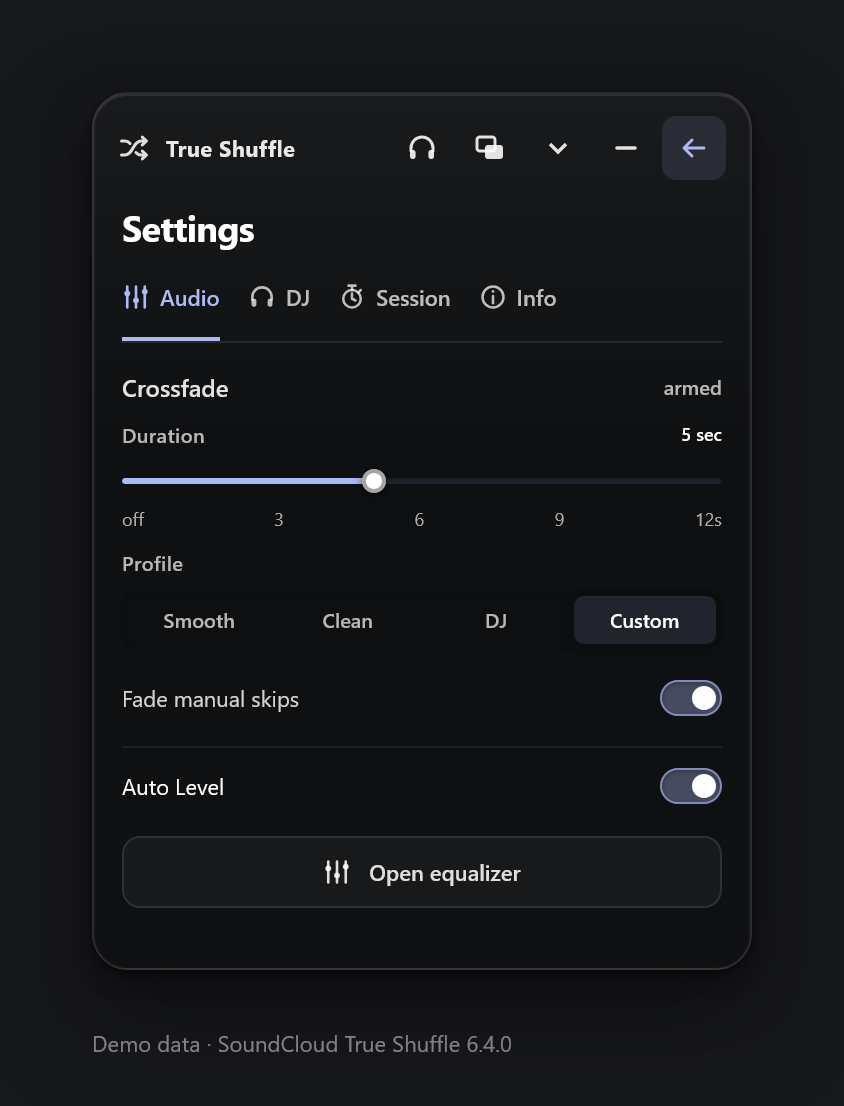 True Shuffle
Settings
Audio DJ Session Info
Crossfade armed
Duration 5 sec
off 3 6 9 12s
Profile
Smooth Clean DJ Custom
Fade manual skips
Auto Level
Open equalizer
Demo data · SoundCloud True Shuffle 6.4.0